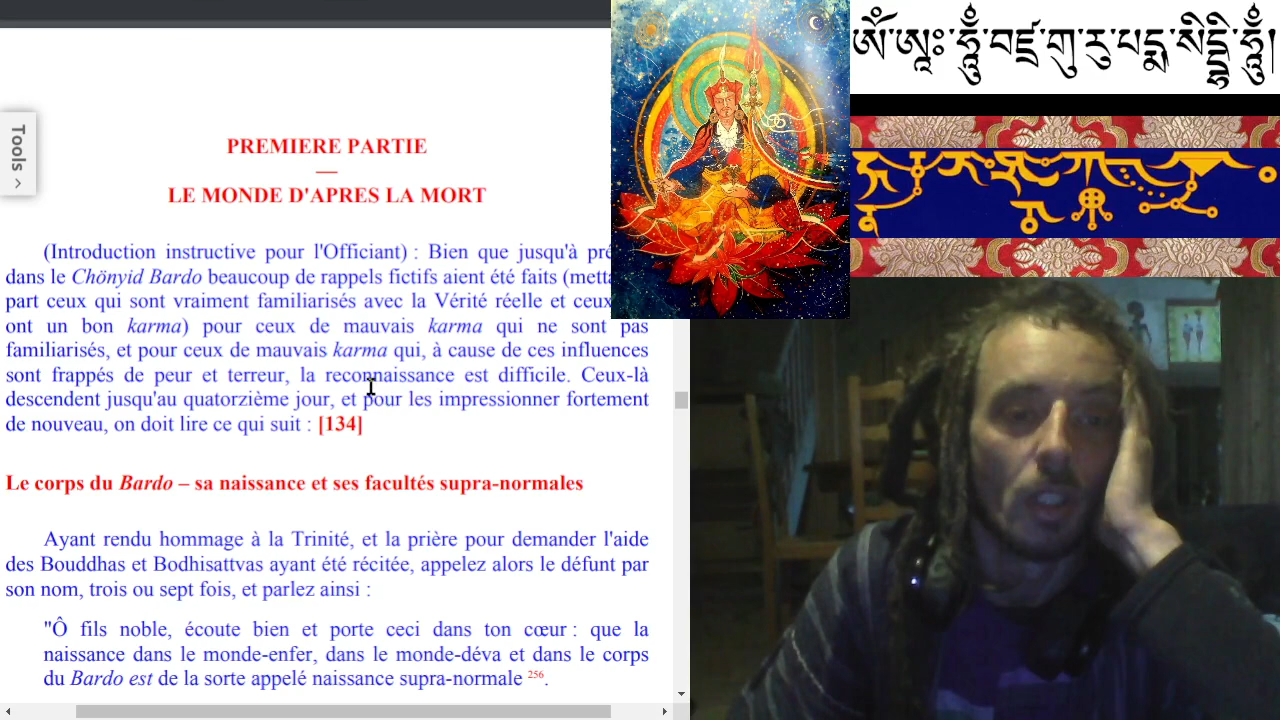 Tools
PREMIERE PARTIE
—
LE MONDE D'APRES LA MORT
(Introduction instructive pour l'Officiant) : Bien que jusqu'à
dans le Chönyid Bardo beaucoup de rappels fictifs aient été faits
part ceux qui sont vraiment familiarisés avec la Vérité réelle et ceux
ont un bon karma) pour ceux de mauvais karma qui ne sont pas
familiarisés, et pour ceux de mauvais karma qui, à cause de ces influences
sont frappés de peur et terreur, la reconnaissance est difficile. Ceux-là
descendent jusqu'au quatorzième jour, et pour les impressionner fortement
de nouveau, on doit lire ce qui suit : [134]
Le corps du Bardo – sa naissance et ses facultés supra-normales
Ayant rendu hommage à la Trinité, et la prière pour demander l'aide
des Bouddhas et Bodhisattvas ayant été récitée, appelez alors le défunt par
son nom, trois ou sept fois, et parlez ainsi :
"Ô fils noble, écoute bien et porte ceci dans ton cœur : que la
naissance dans le monde-enfer, dans le monde-déva et dans le corps
du Bardo est de la sorte appelé naissance supra-normale 256.
ཨོཾ་ཨཱཿ་ཧཱུྃ་བཛྲ་གུ་རུ་པདྨ་སིདྡྷི་ཧཱུྃ།